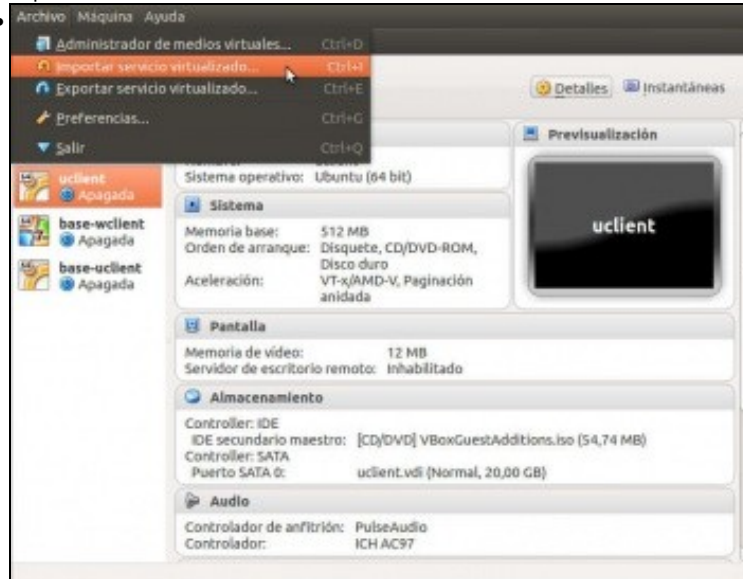 Archivo Máquina Ayuda
Administrador de medios virtuales... Ctrl+D
Importar servicio virtualizado... Ctrl+I
Exportar servicio virtualizado... Ctrl+E
Preferencias... Ctrl+G
Salir Ctrl+Q
Detalles Instantáneas
Previsualización
uclient
uclient
Apagada
base-wclient
Apagada
base-uclient
Apagada
Sistema operativo: Ubuntu (64 bit)
Sistema
Memoria base: 512 MB
Orden de arranque: Disquete, CD/DVD-ROM,
Disco duro
Aceleración: VT-x/AMD-V, Paginación
anidada
Pantalla
Memoria de vídeo: 12 MB
Servidor de escritorio remoto: Inhabilitado
Almacenamiento
Controller: IDE
IDE secundario maestro: [CD/DVD] VBoxGuestAdditions.iso (54,74 MB)
Controller: SATA
Puerto SATA 0: uclient.vdi (Normal, 20,00 GB)
Audio
Controlador de anfitrión: PulseAudio
Controlador: ICH AC97